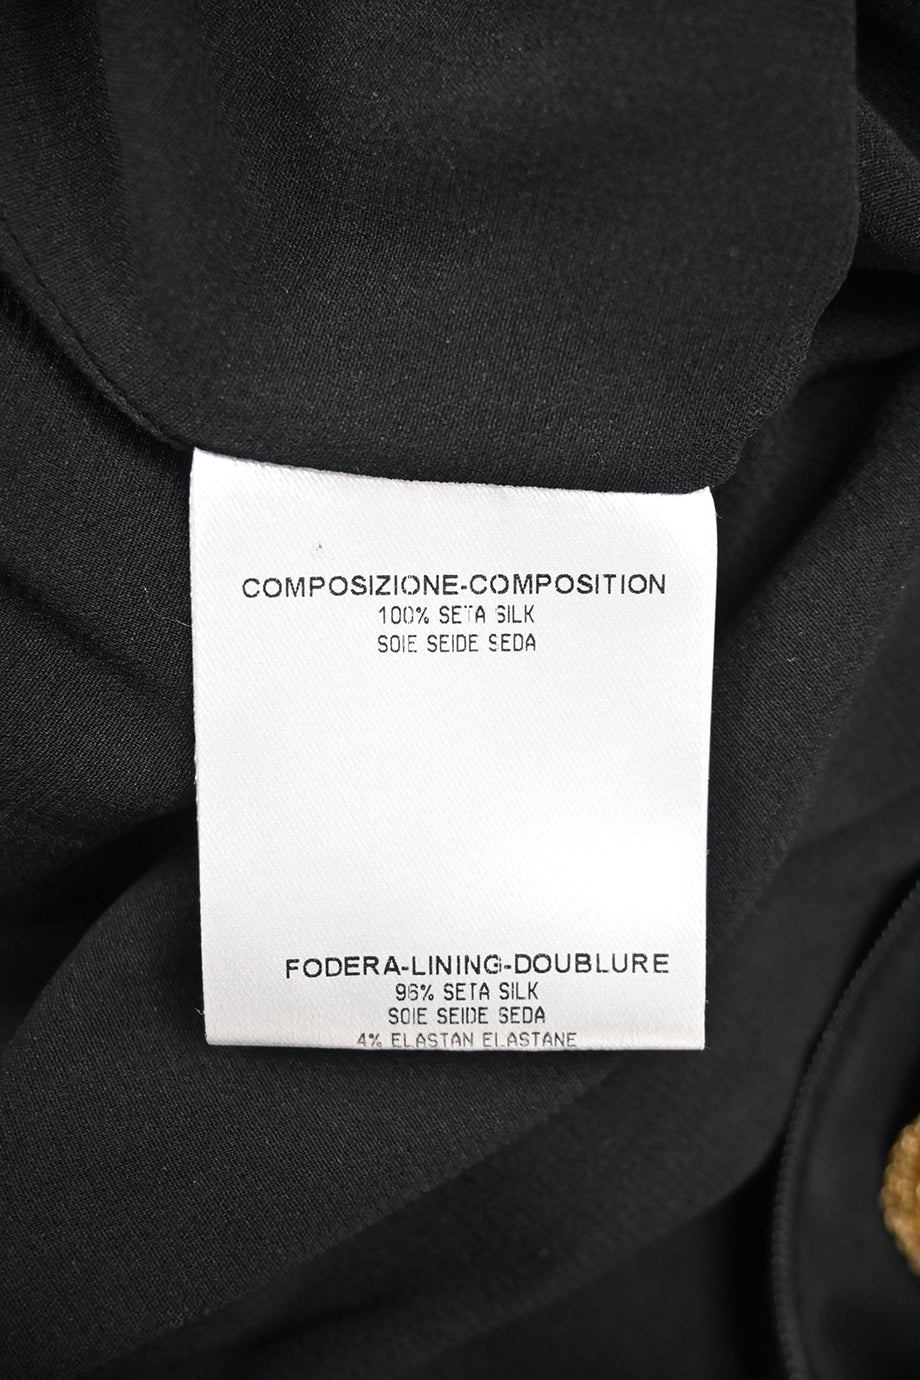 COMPOSIZIONE-COMPOSITION
100% SETA SILK
SOIE SEIDE SEDA
FODERA-LINING-DOUBLURE
96% SETA SILK
SOIE SEIDE SEDA
4% ELASTAN ELASTANE